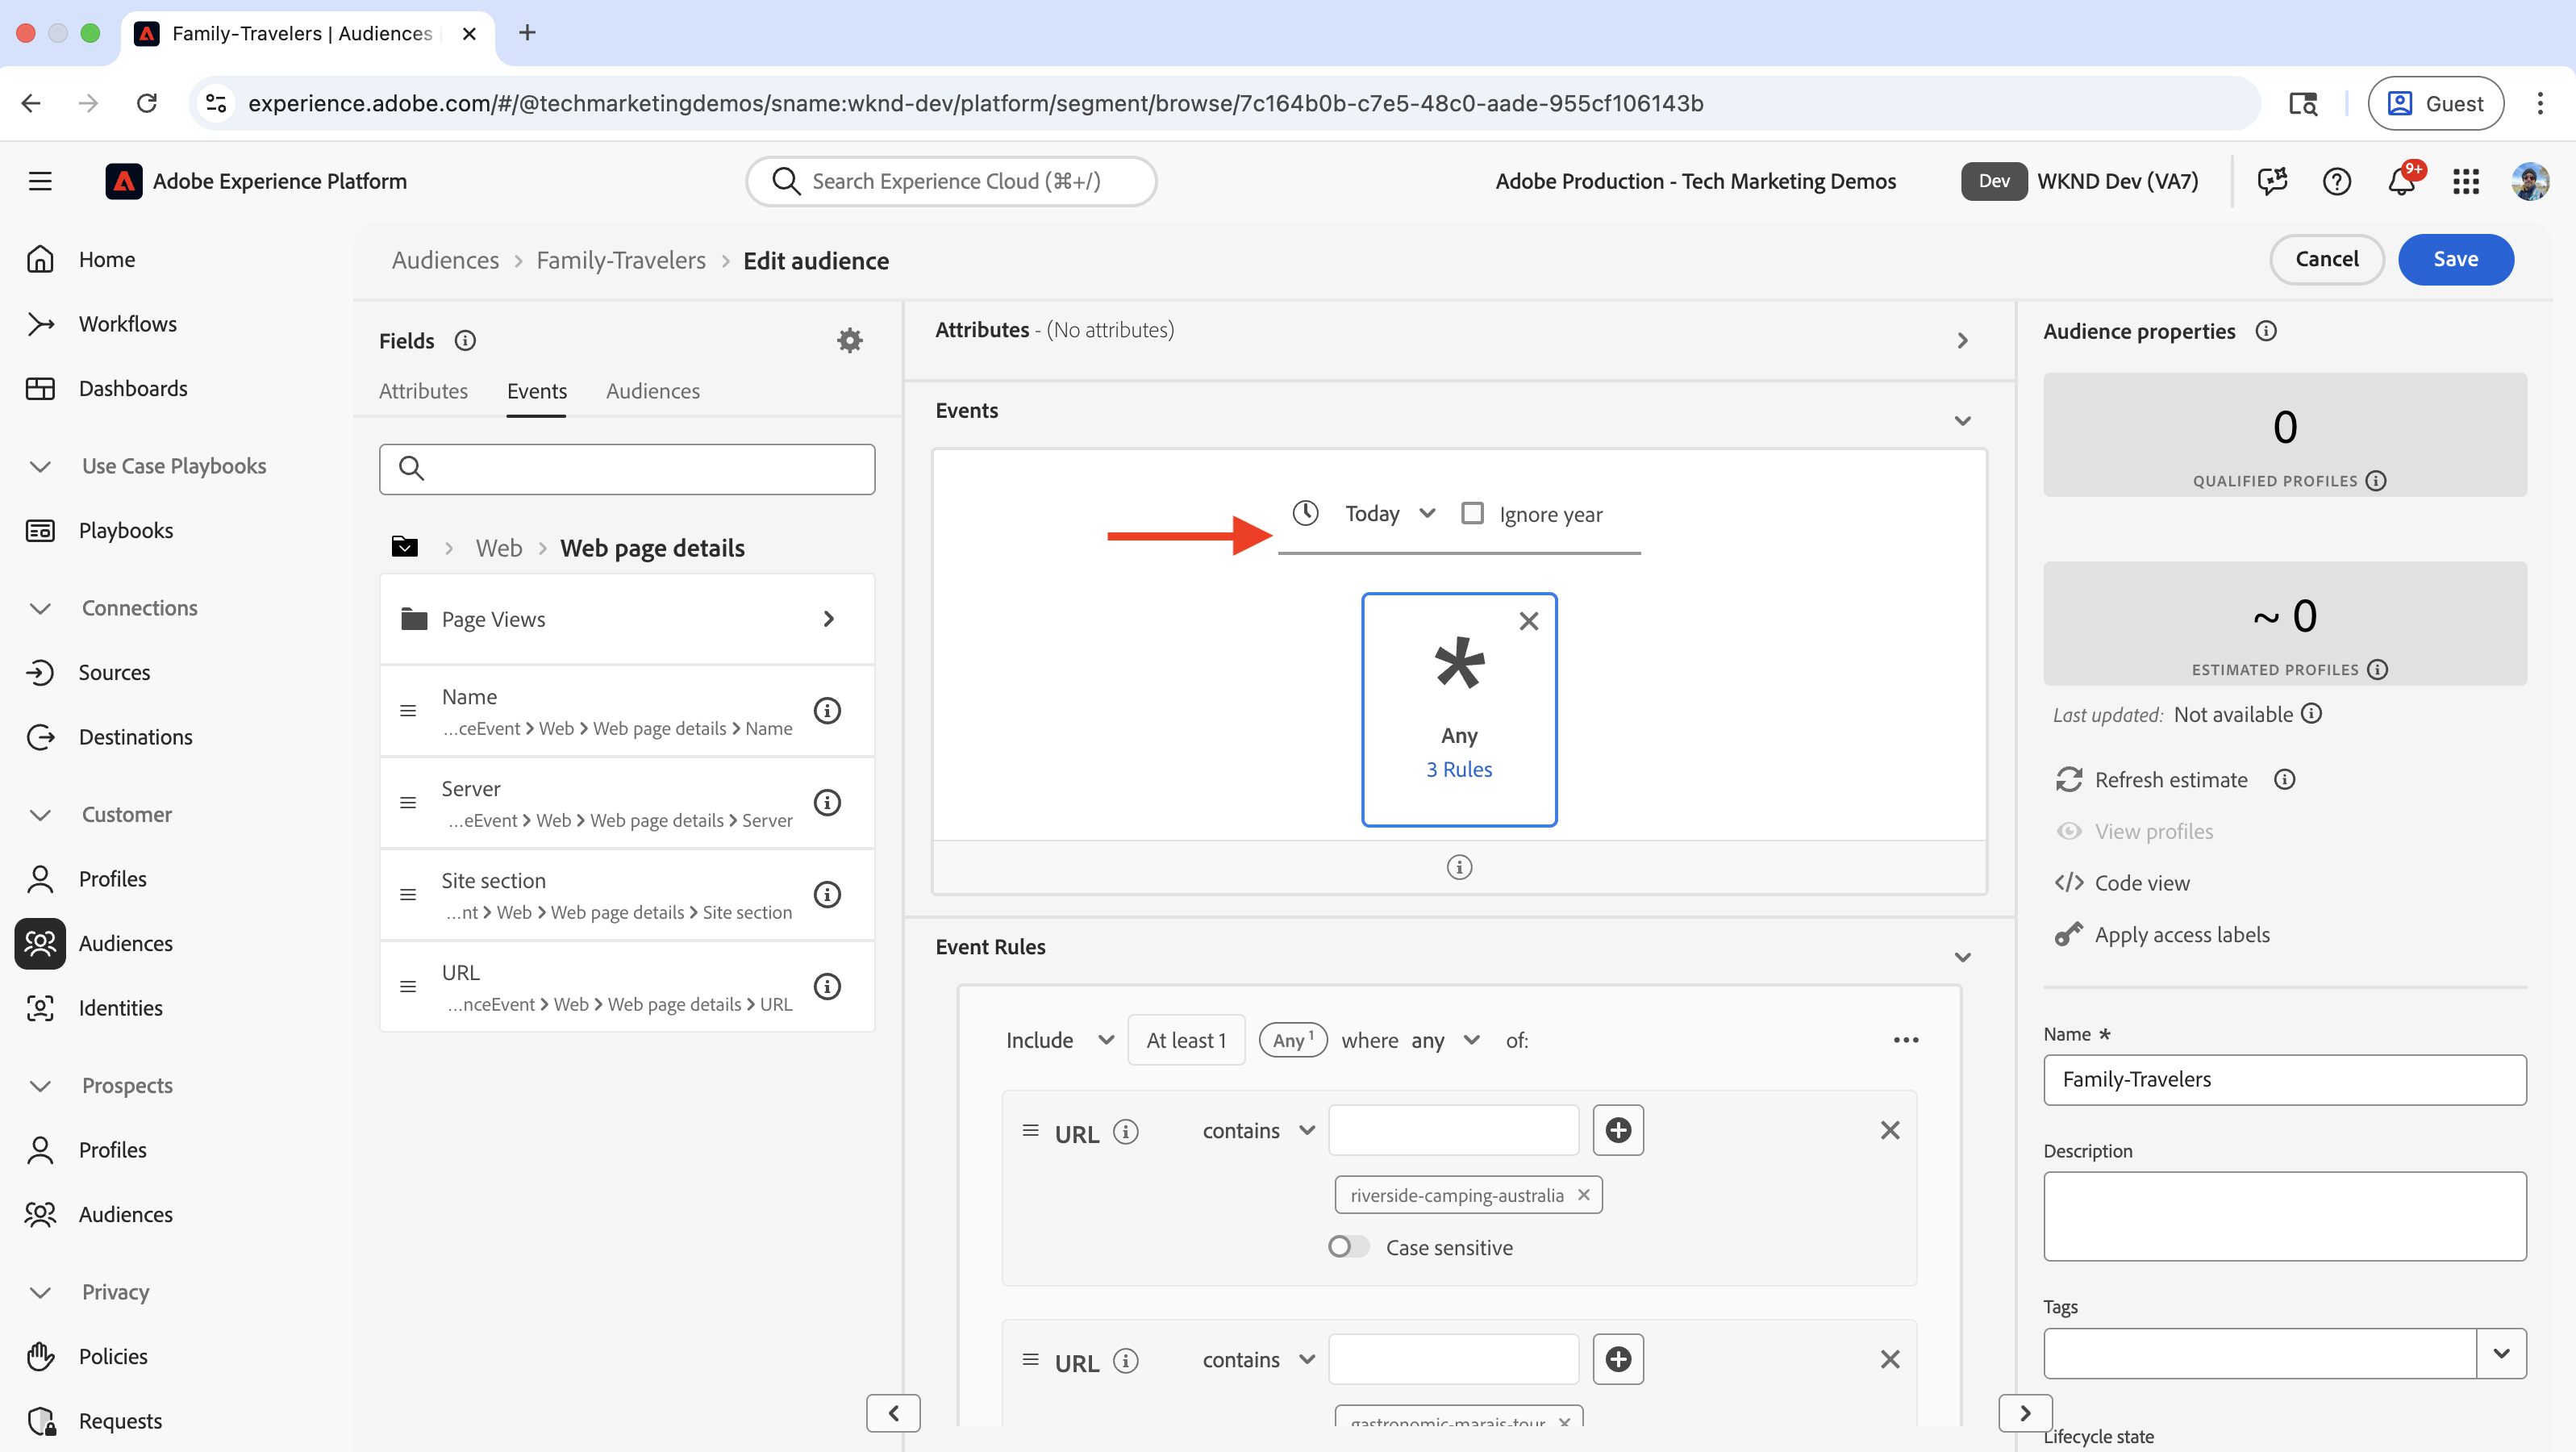 Family-Travelers | Audiences
experience.adobe.com/#/@techmarketingdemos/sname:wknd-dev/platform/segment/browse/7c164b0b-c7e5-48c0-aade-955cf106143b
Guest
Adobe Experience Platform
Search Experience Cloud (⌘+/)
Adobe Production - Tech Marketing Demos
Dev
WKND Dev (VA7)
9+
Home
Workflows
Dashboards
Use Case Playbooks
Playbooks
Connections
Sources
Destinations
Customer
Profiles
Audiences
Identities
Prospects
Profiles
Audiences
Privacy
Policies
Requests
Audiences > Family-Travelers > Edit audience
Cancel
Save
Fields
Attributes
Events
Audiences
Web > Web page details
Page Views
Name
...ceEvent > Web > Web page details > Name
Server
...eEvent > Web > Web page details > Server
Site section
...nt > Web > Web page details > Site section
URL
...nceEvent > Web > Web page details > URL
Attributes - (No attributes)
Events
Today
Ignore year
Any
3 Rules
Event Rules
Include At least 1 Any 1 where any of:
URL contains
riverside-camping-australia
Case sensitive
URL contains
gastronomic-marais-tour
Audience properties
0
QUALIFIED PROFILES
~ 0
ESTIMATED PROFILES
Last updated: Not available
Refresh estimate
View profiles
</> Code view
Apply access labels
Name *
Family-Travelers
Description
Tags
Lifecycle state